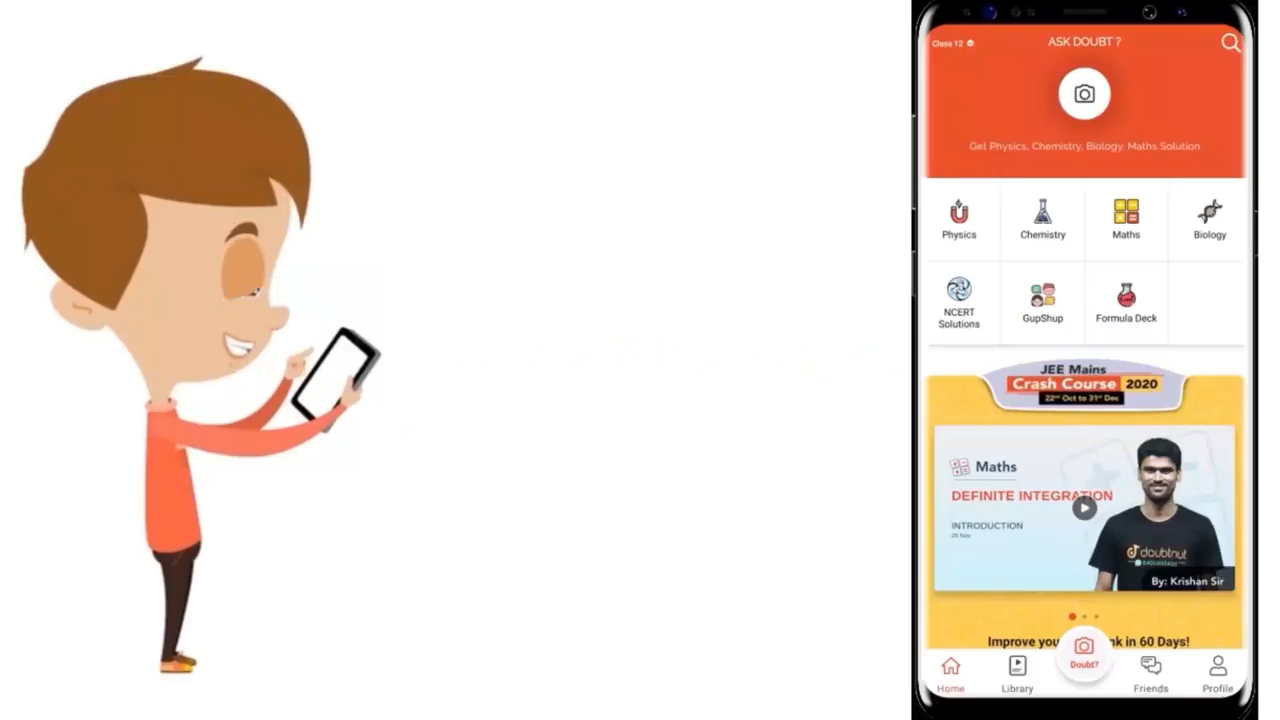 Class 12
ASK DOUBT ?
Get Physics, Chemistry, Biology, Maths Solution
Physics
Chemistry
Maths
Biology
NCERT
Solutions
GupShup
Formula Deck
JEE Mains
Crash Course 2020
22nd Oct to 31st Dec
Maths
DEFINITE INTEGRATION
INTRODUCTION
doubtnut
By: Krishan Sir
Improve you nk in 60 Days!
Doubt?
Home
Library
Friends
Profile